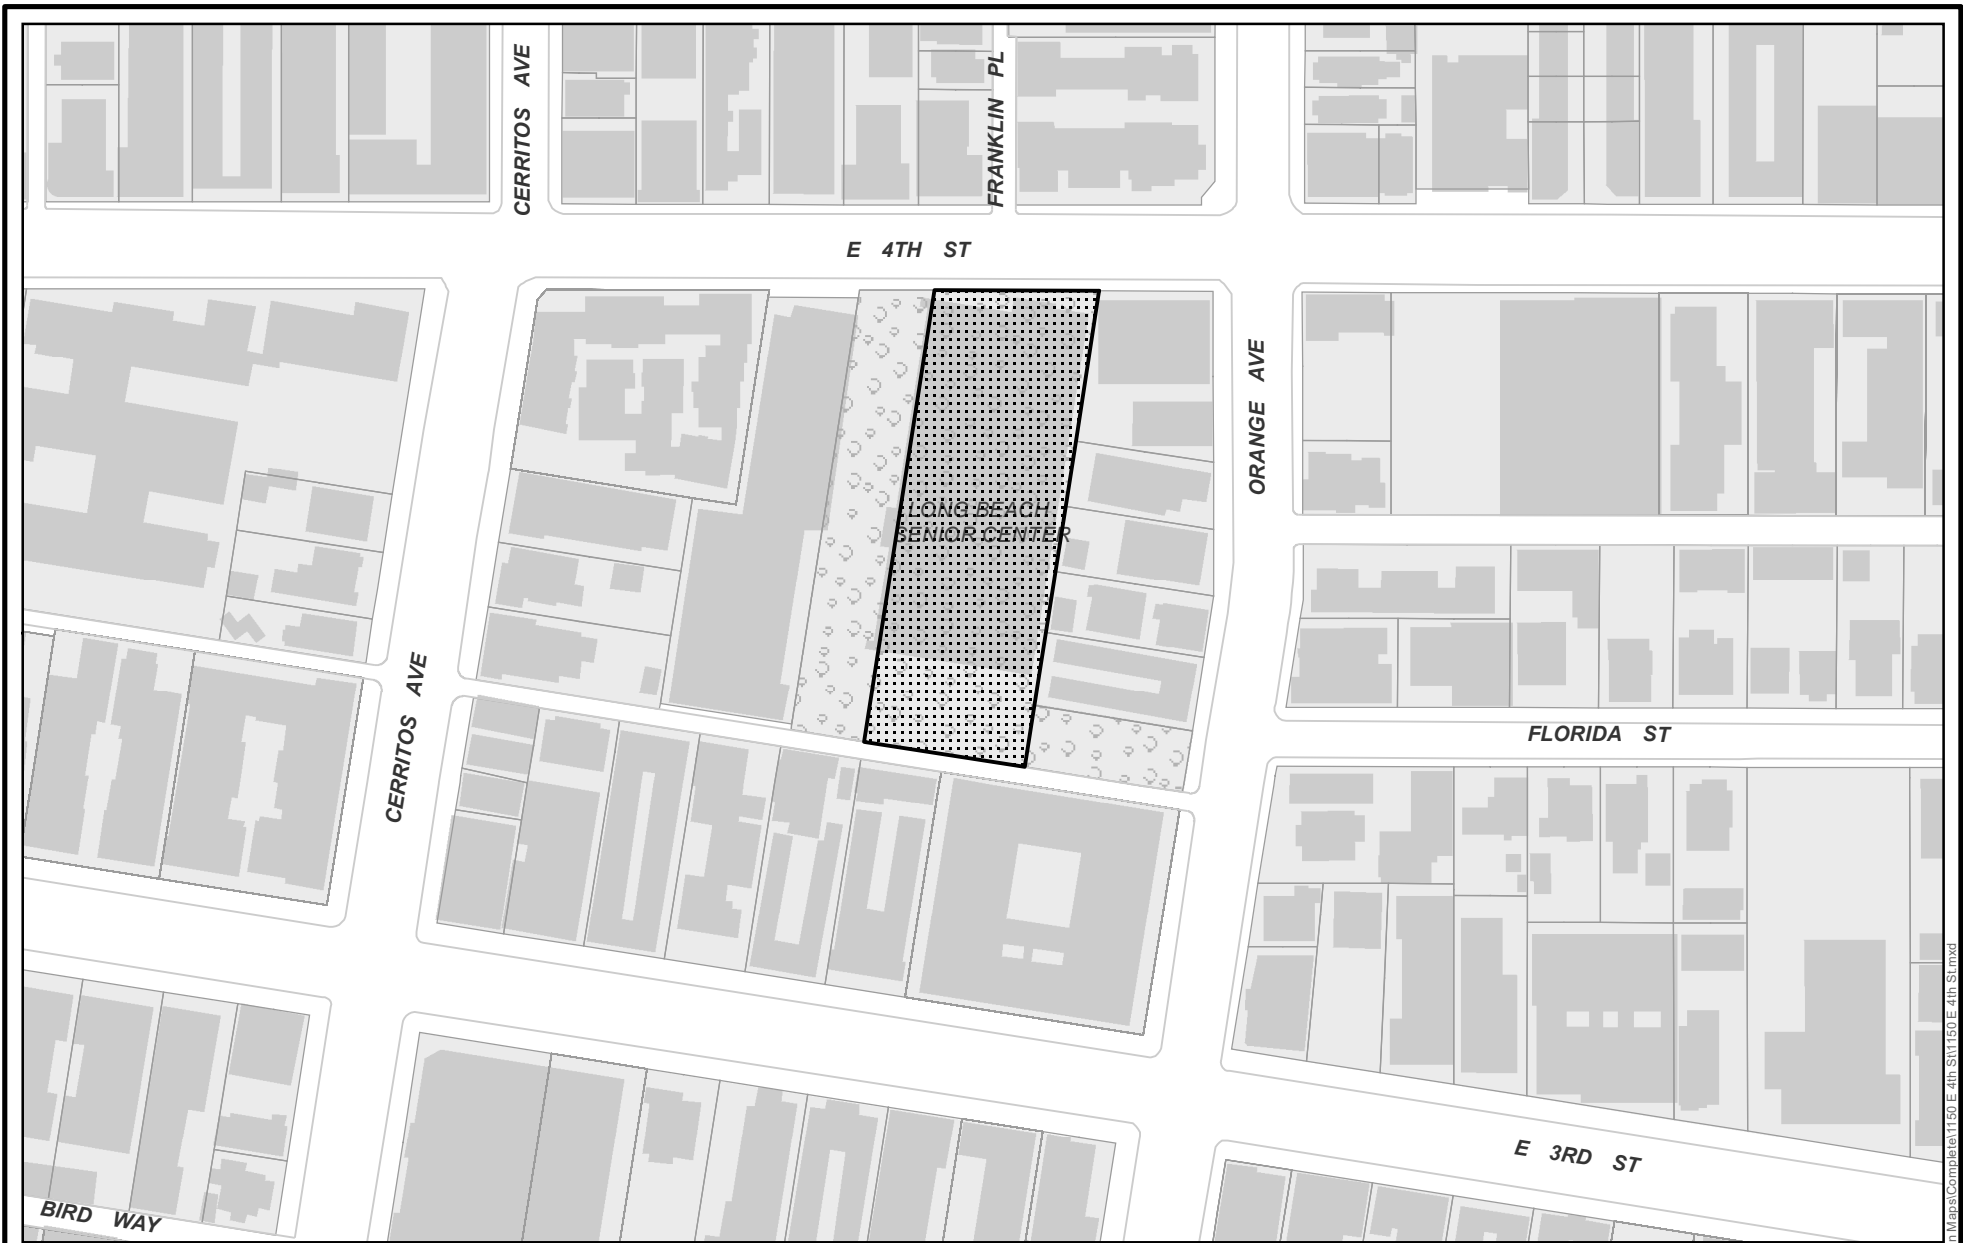 CERRITOS AVE
FRANKLIN PL
E 4TH ST
ORANGE AVE
LONG BEACH
SENIOR CENTER
CERRITOS AVE
FLORIDA ST
E 3RD ST
BIRD WAY
Maps\Complete\1150 E 4th St\1150 E 4th St.mxd